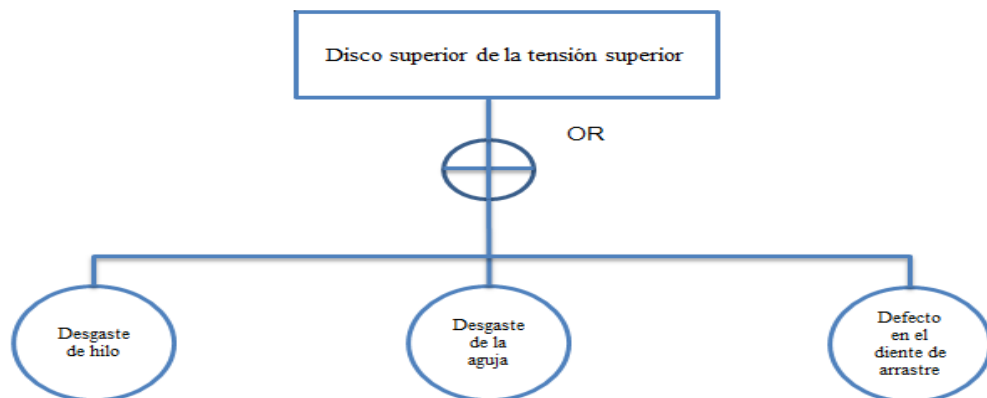 Disco superior de la tensión superior
OR
Desgaste
de hilo
Desgaste
de la
aguja
Defecto
en el
diente de
arrastre